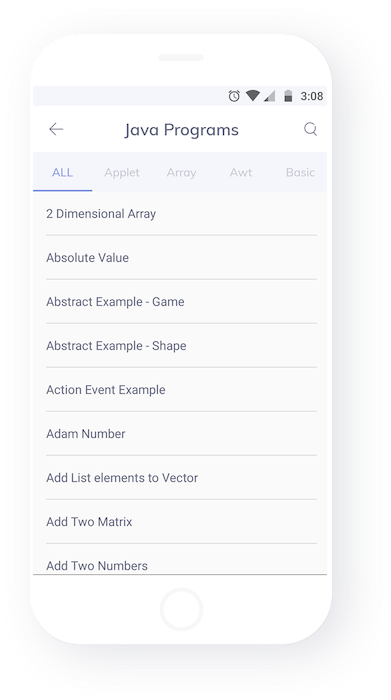 3:08
Java Programs
ALL Applet Array Awt Basic
2 Dimensional Array
Absolute Value
Abstract Example - Game
Abstract Example - Shape
Action Event Example
Adam Number
Add List elements to Vector
Add Two Matrix
Add Two Numbers